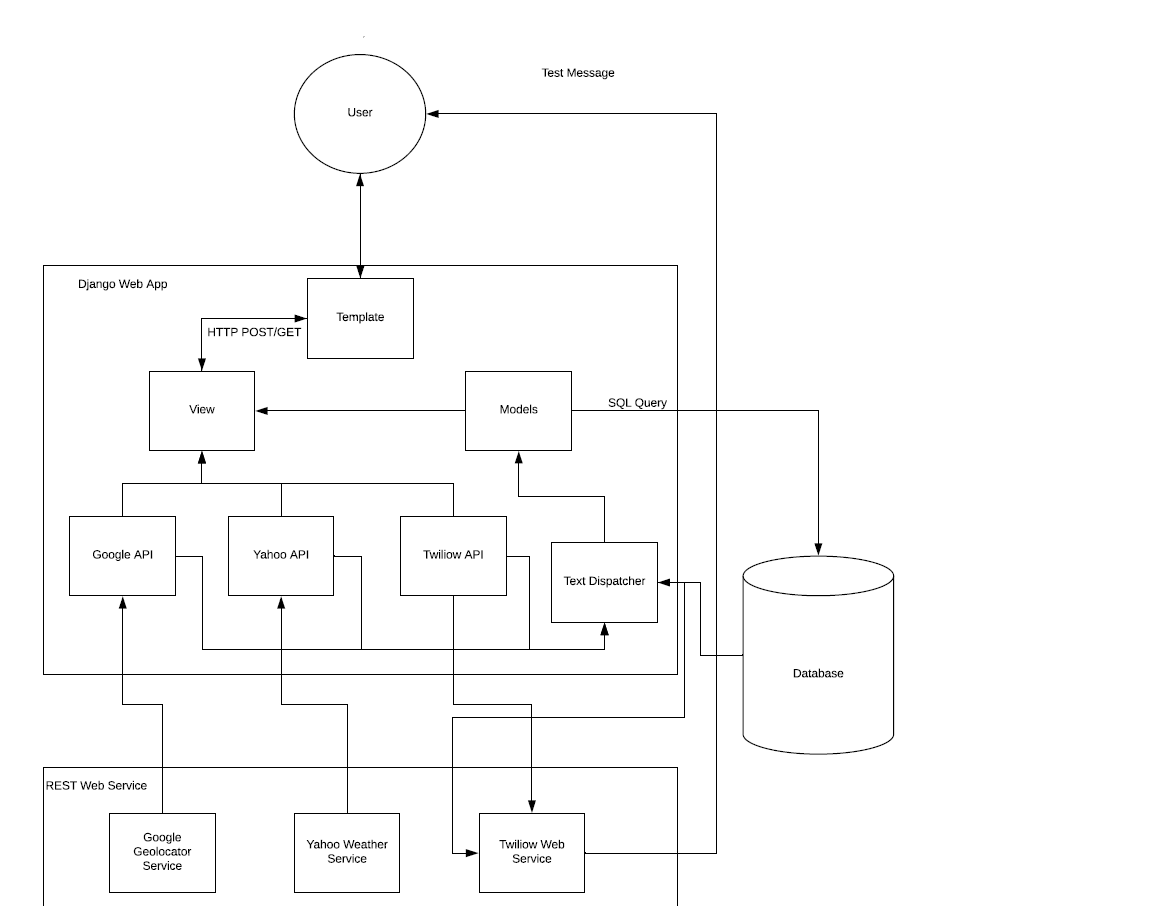 Test Message
User
Django Web App
Template
HTTP POST/GET
View
Models
SQL Query
Google API
Yahoo API
Twiliow API
Text Dispatcher
Database
REST Web Service
Google
Geolocator
Service
Yahoo Weather
Service
Twiliow Web
Service